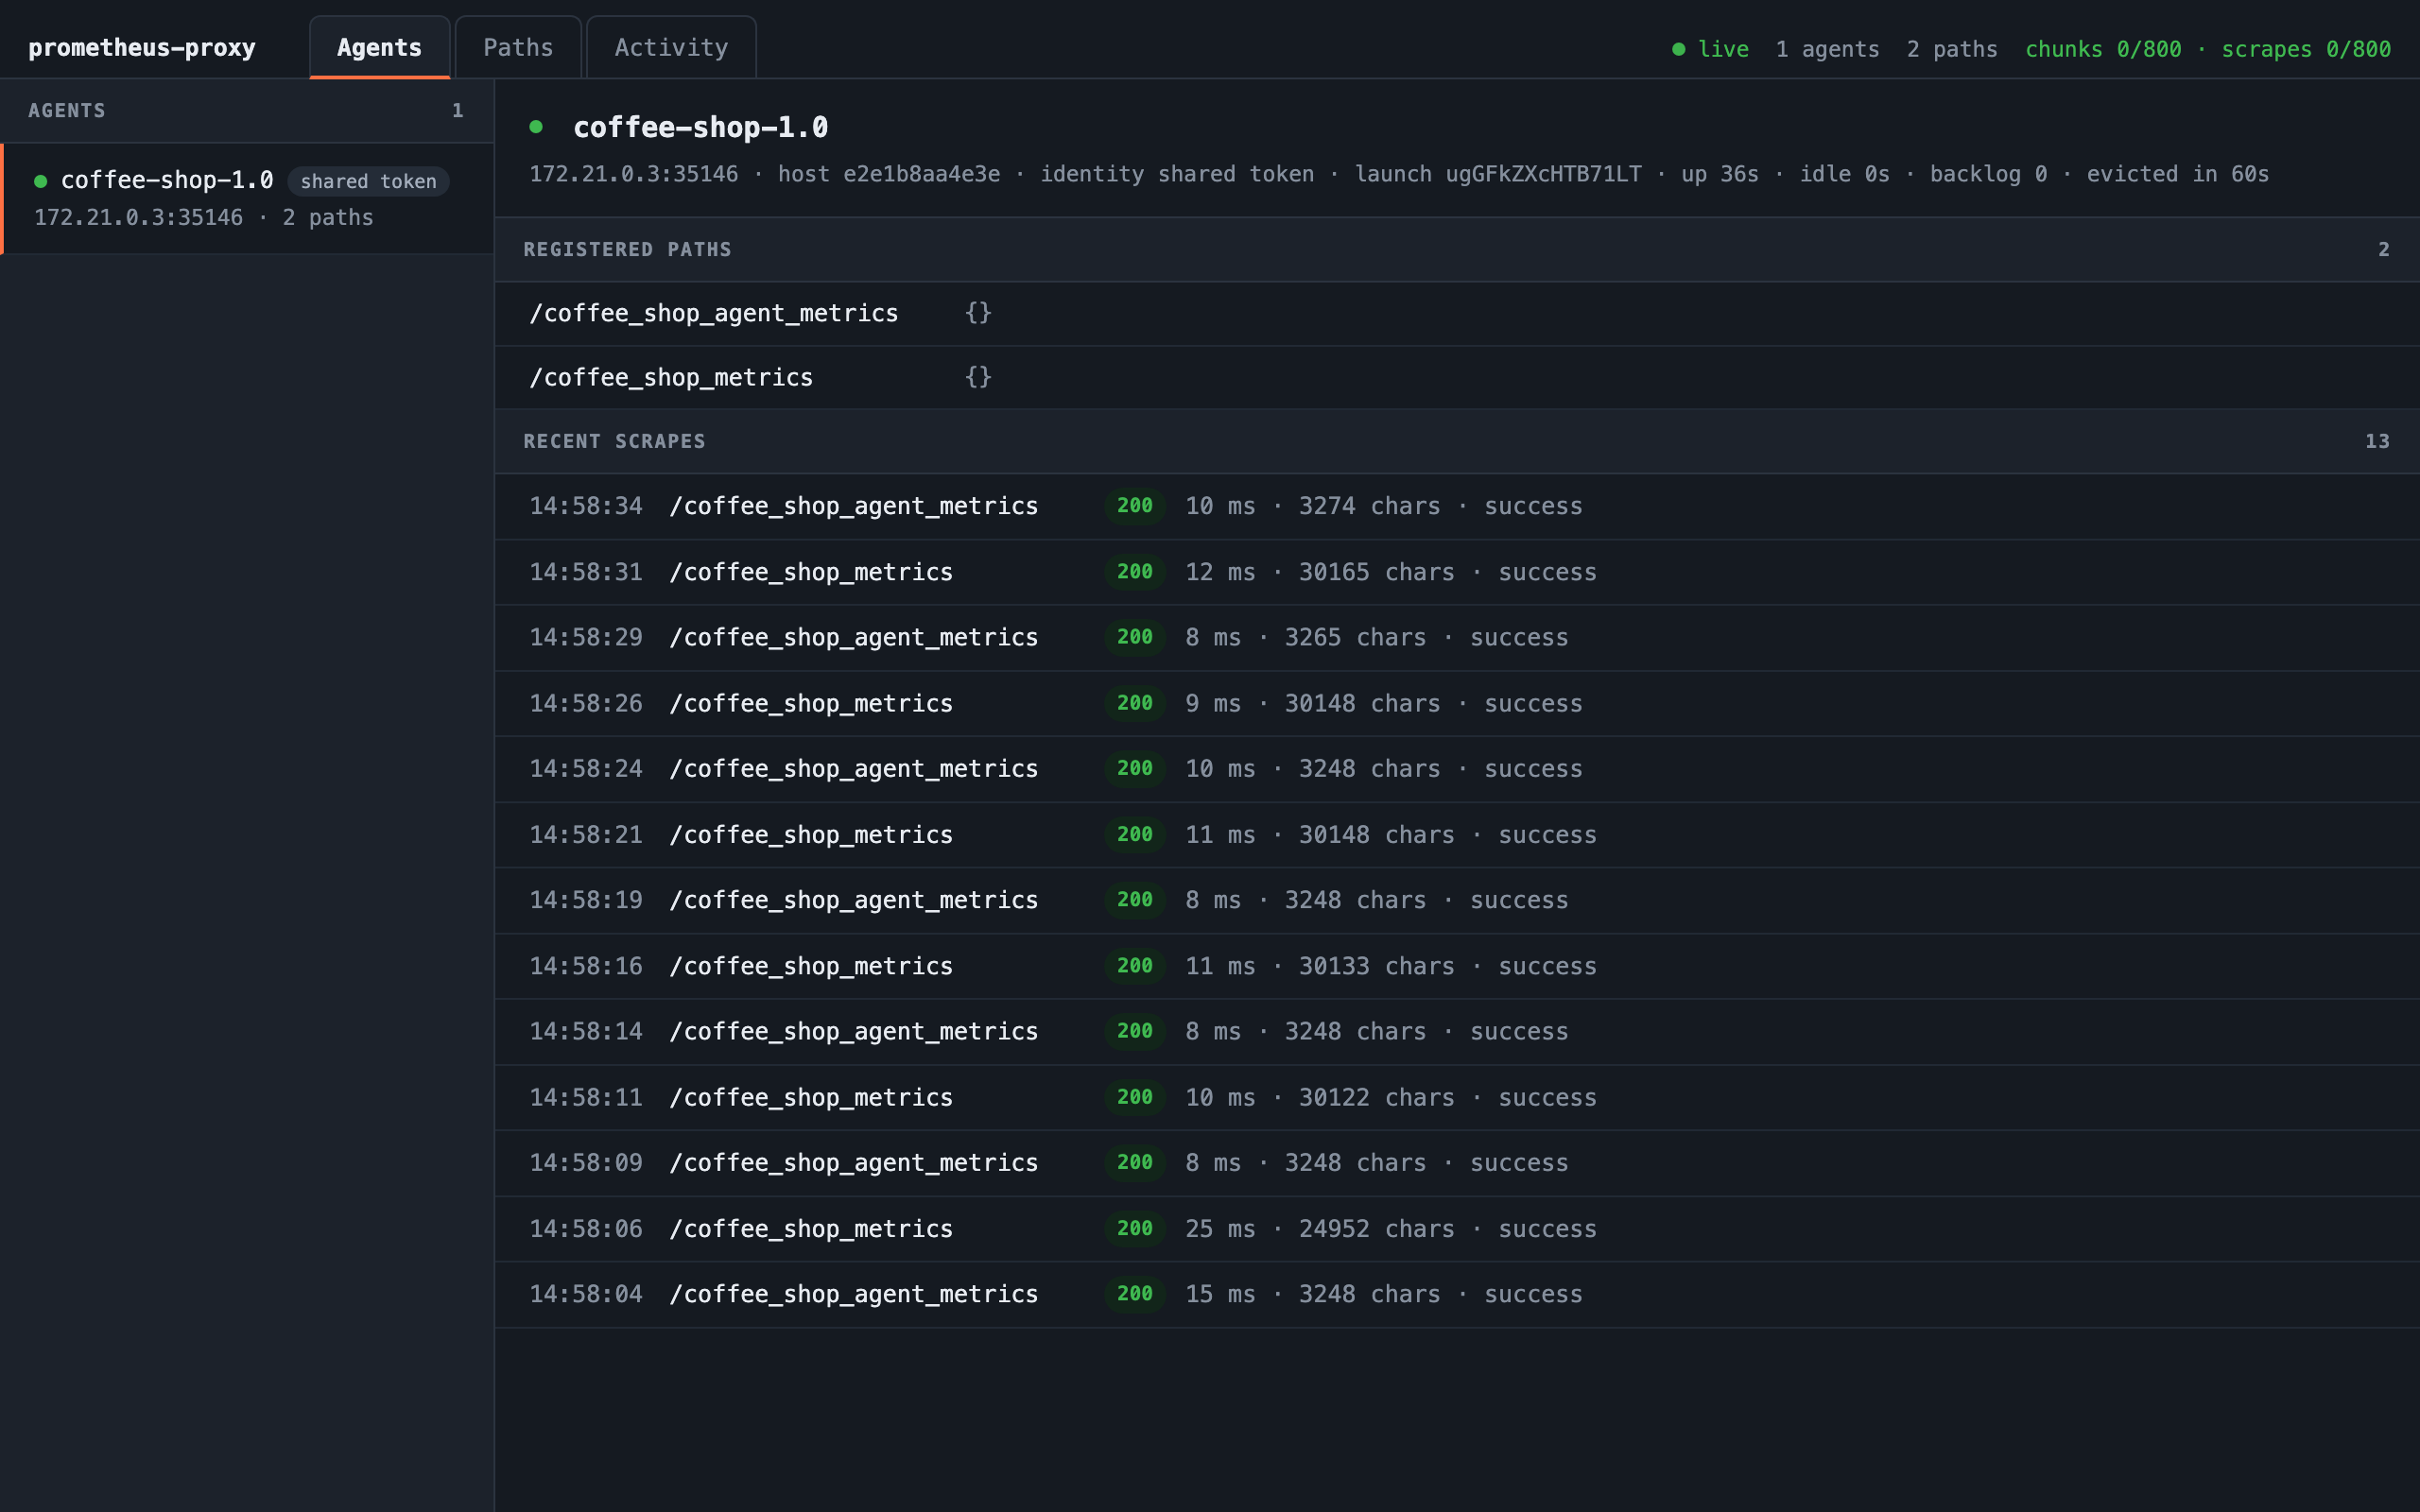 prometheus-proxy Agents Paths Activity live 1 agents 2 paths chunks 0/800 · scrapes 0/800
AGENTS 1
coffee-shop-1.0 shared token
172.21.0.3:35146 · 2 paths
coffee-shop-1.0
172.21.0.3:35146 · host e2e1b8aa4e3e · identity shared token · launch ugGFkZXcHTB71LT · up 36s · idle 0s · backlog 0 · evicted in 60s
REGISTERED PATHS 2
/coffee_shop_agent_metrics {}
/coffee_shop_metrics {}
RECENT SCRAPES 13
14:58:34 /coffee_shop_agent_metrics 200 10 ms · 3274 chars · success
14:58:31 /coffee_shop_metrics 200 12 ms · 30165 chars · success
14:58:29 /coffee_shop_agent_metrics 200 8 ms · 3265 chars · success
14:58:26 /coffee_shop_metrics 200 9 ms · 30148 chars · success
14:58:24 /coffee_shop_agent_metrics 200 10 ms · 3248 chars · success
14:58:21 /coffee_shop_metrics 200 11 ms · 30148 chars · success
14:58:19 /coffee_shop_agent_metrics 200 8 ms · 3248 chars · success
14:58:16 /coffee_shop_metrics 200 11 ms · 30133 chars · success
14:58:14 /coffee_shop_agent_metrics 200 8 ms · 3248 chars · success
14:58:11 /coffee_shop_metrics 200 10 ms · 30122 chars · success
14:58:09 /coffee_shop_agent_metrics 200 8 ms · 3248 chars · success
14:58:06 /coffee_shop_metrics 200 25 ms · 24952 chars · success
14:58:04 /coffee_shop_agent_metrics 200 15 ms · 3248 chars · success